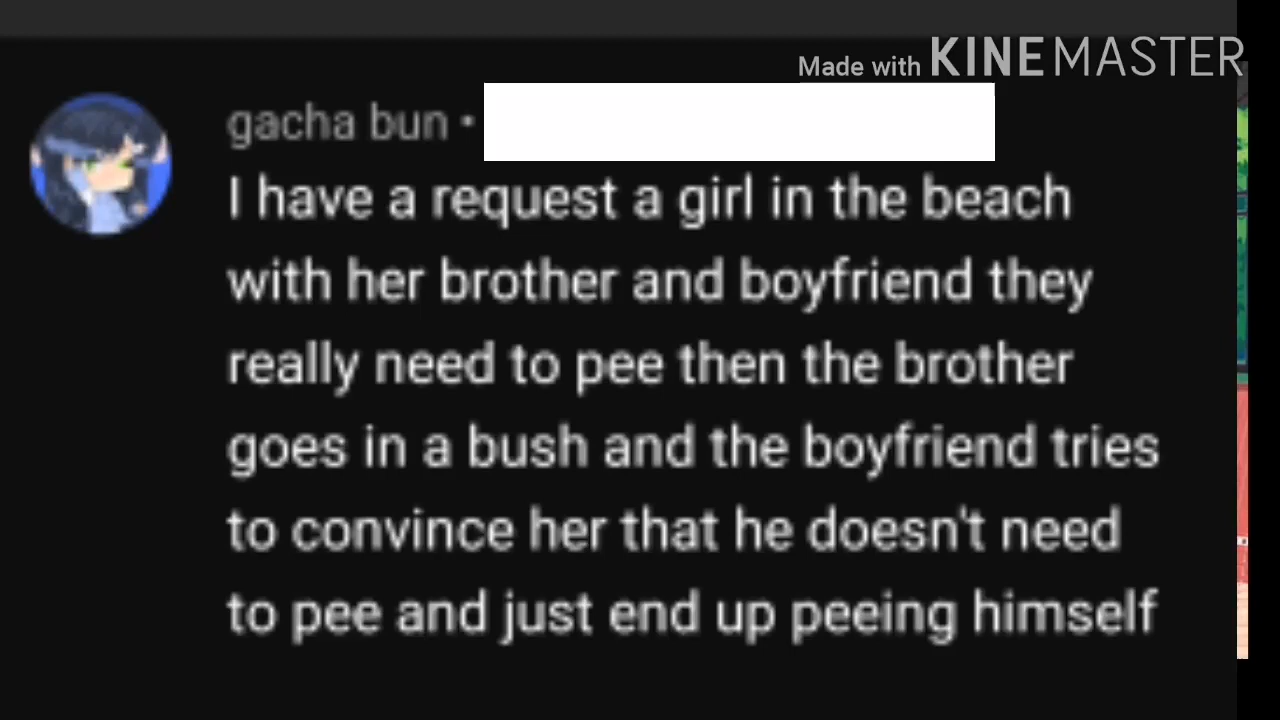 Made with KINEMASTER
gacha bun •
I have a request a girl in the beach
with her brother and boyfriend they
really need to pee then the brother
goes in a bush and the boyfriend tries
to convince her that he doesn't need
to pee and just end up peeing himself